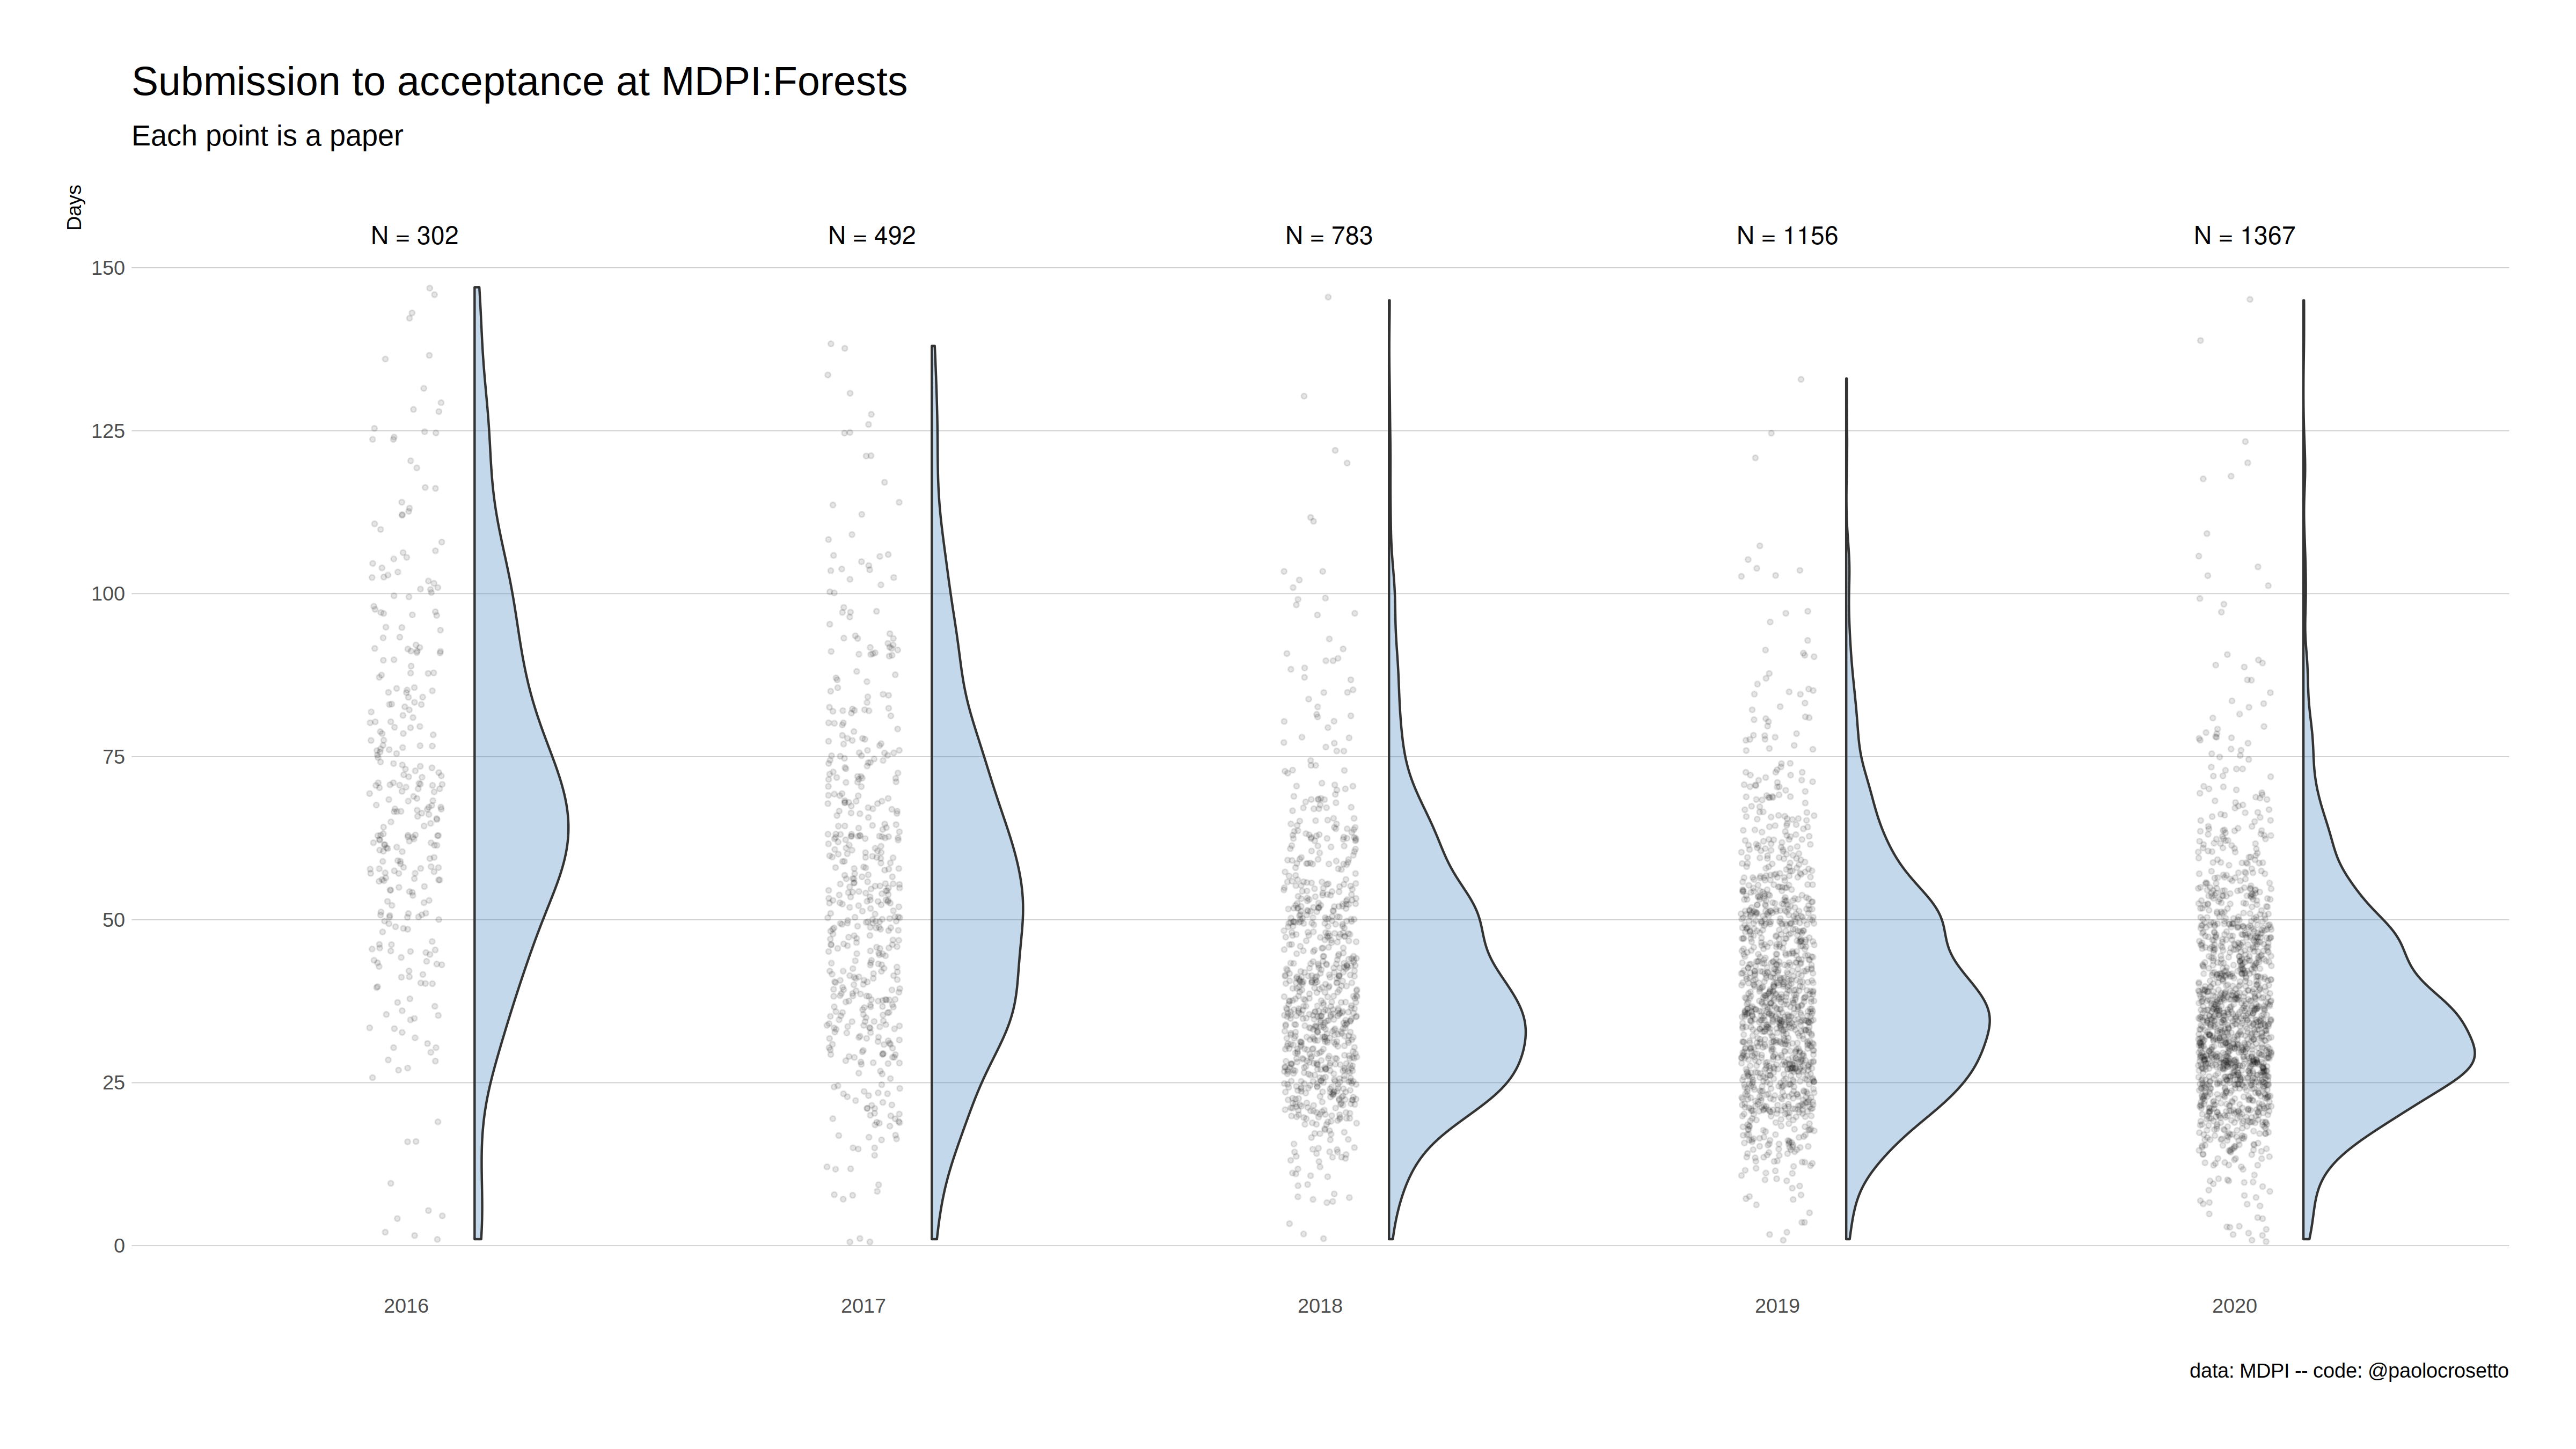 Submission to acceptance at MDPI:Forests
Each point is a paper
Days
N = 302 N = 492 N = 783 N = 1156 N = 1367
150
125
100
75
50
25
0
2016 2017 2018 2019 2020
data: MDPI -- code: @paolocrosetto